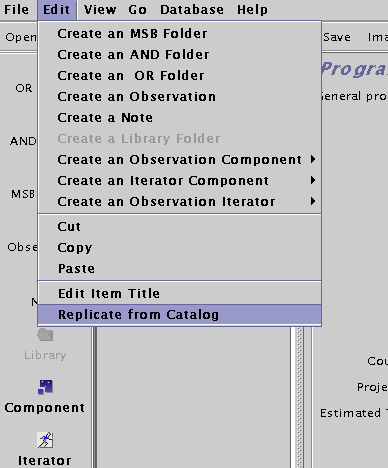 File Edit View Go Database Help
Open
Save Ima
Create an MSB Folder
Create an AND Folder
Create an OR Folder
Create an Observation
Create a Note
Create a Library Folder
Create an Observation Component
Create an Iterator Component
Create an Observation Iterator
Cut
Copy
Paste
Edit Item Title
Replicate from Catalog
OR
AND
MSB
Obse
N
Library
Component
Iterator
Progra
General pro
Cou
Proje
Estimated T